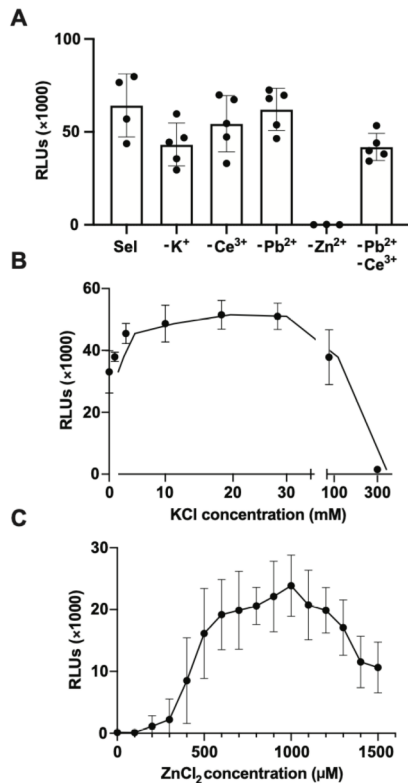 A
RLUs (×1000)
100
50
0
Sel -K⁺ -Ce³⁺ -Pb²⁺ -Zn²⁺ -Pb²⁺
-Ce³⁺
B
RLUs (×1000)
60
40
20
0
0 10 20 30 100 300
KCl concentration (mM)
C
RLUs (×1000)
30
20
10
0
0 500 1000 1500
ZnCl₂ concentration (µM)